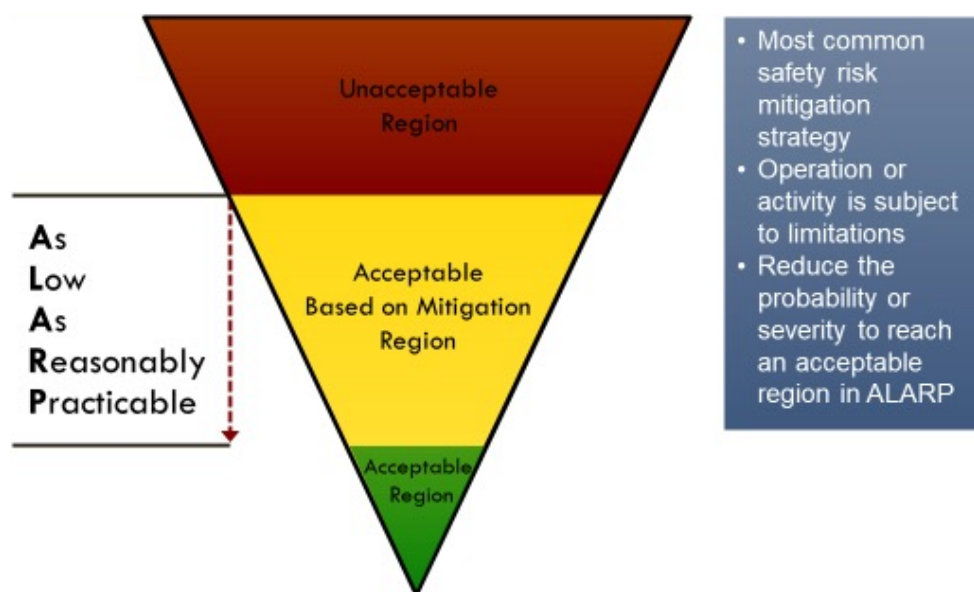 Unacceptable
Region
As
Low
As
Reasonably
Practicable
Acceptable
Based on Mitigation
Region
Acceptable
Region
• Most common
safety risk
mitigation
strategy
• Operation or
activity is subject
to limitations
• Reduce the
probability or
severity to reach
an acceptable
region in ALARP